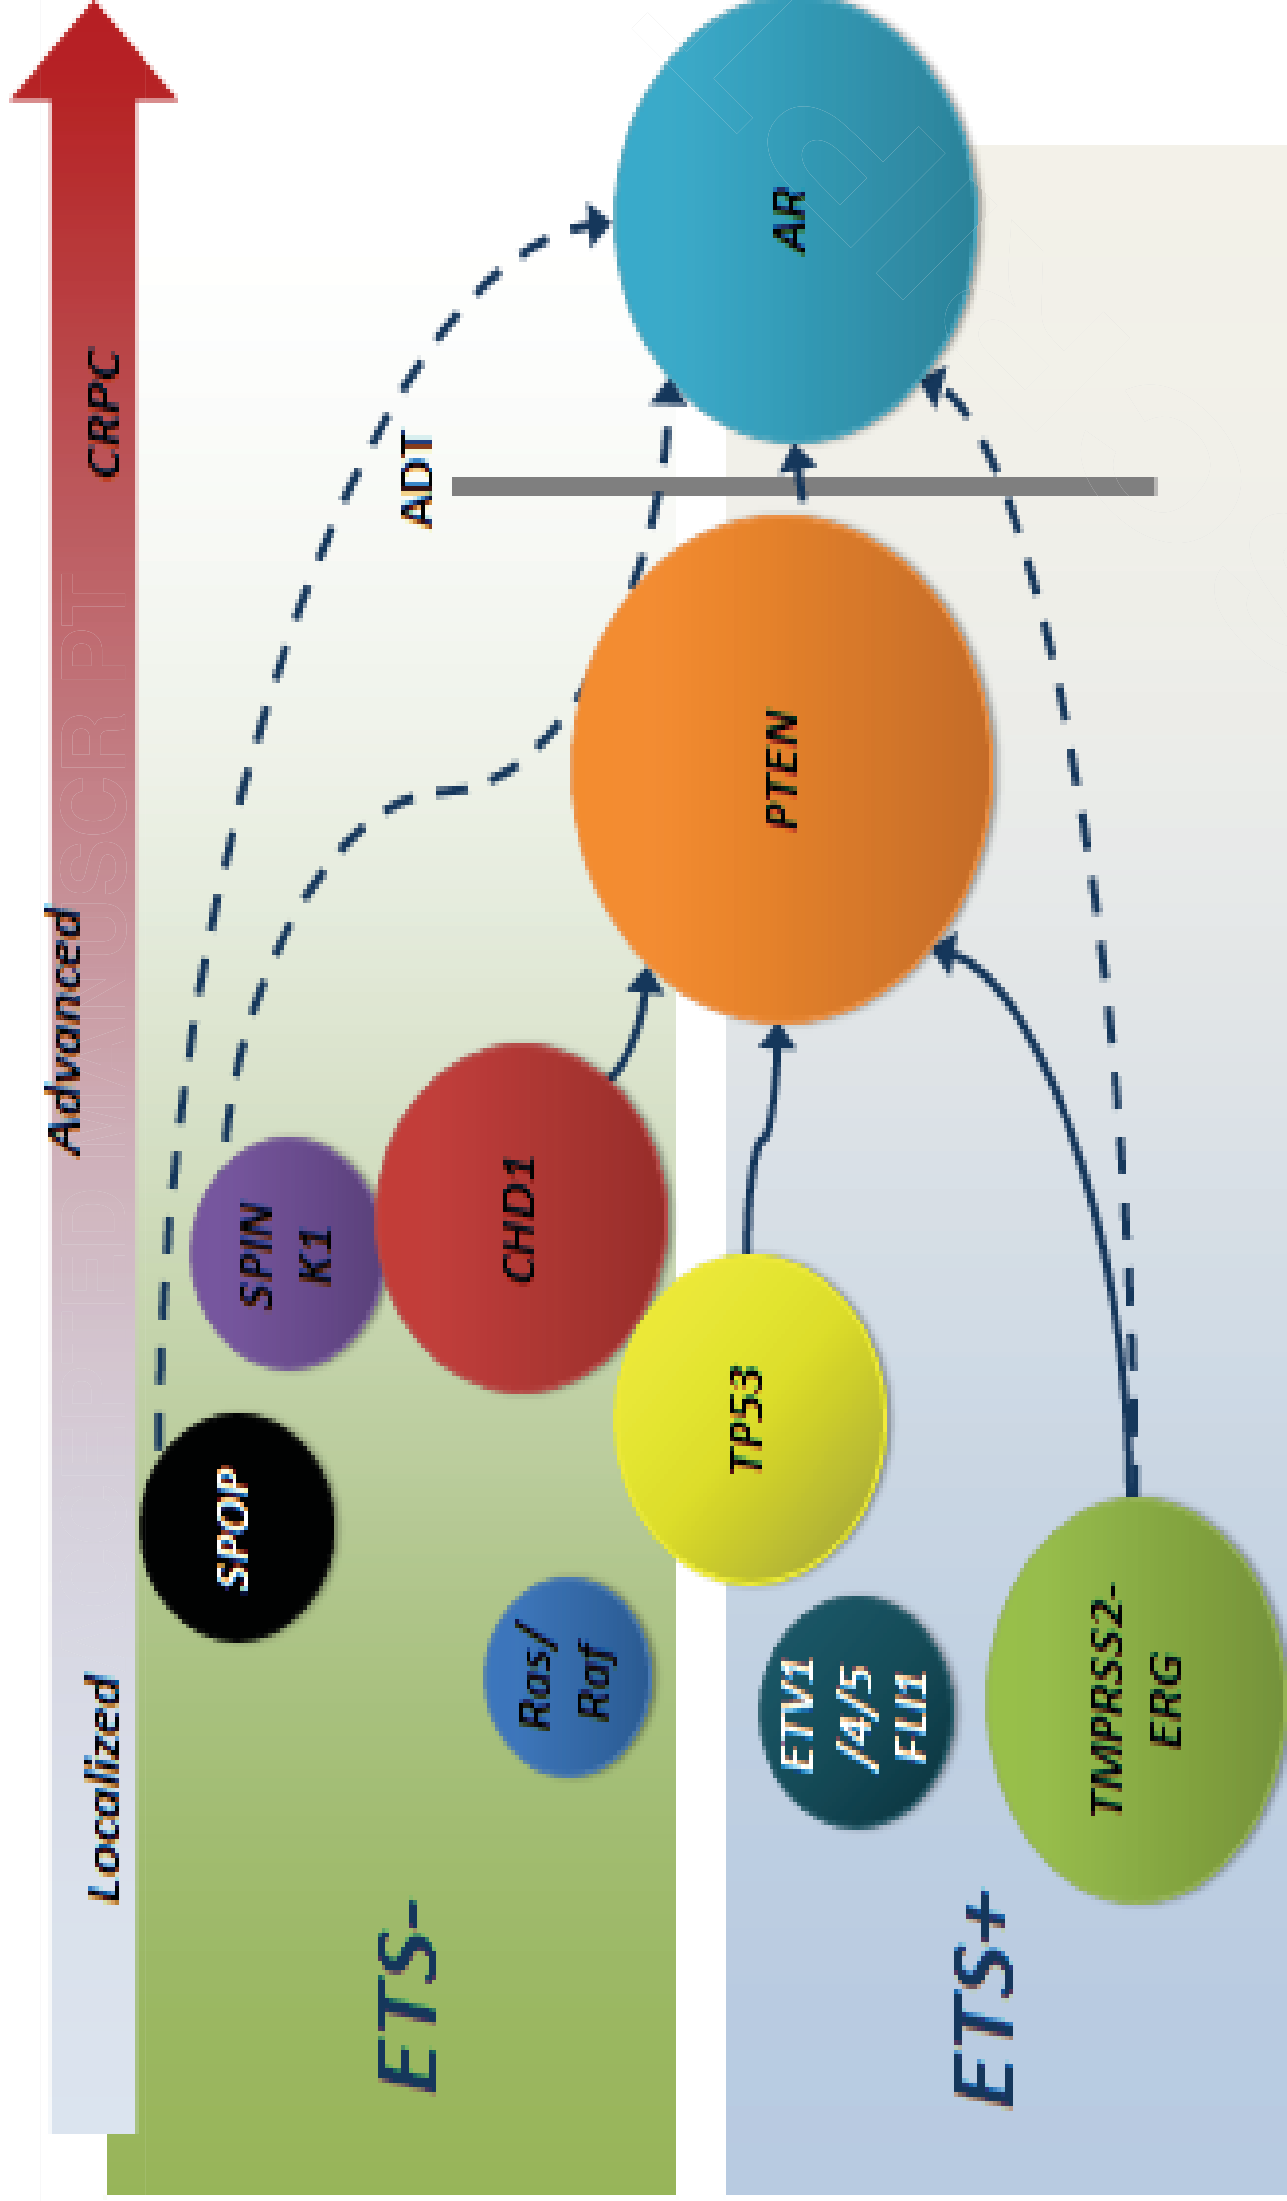 Localized
Advanced
CRPC
ADT
SPOP
SPIN
K1
CHD1
Ras/
Raf
TP53
PTEN
AR
ETV1
/4/5
FLI1
TMPRSS2-
ERG
ETS-
ETS+